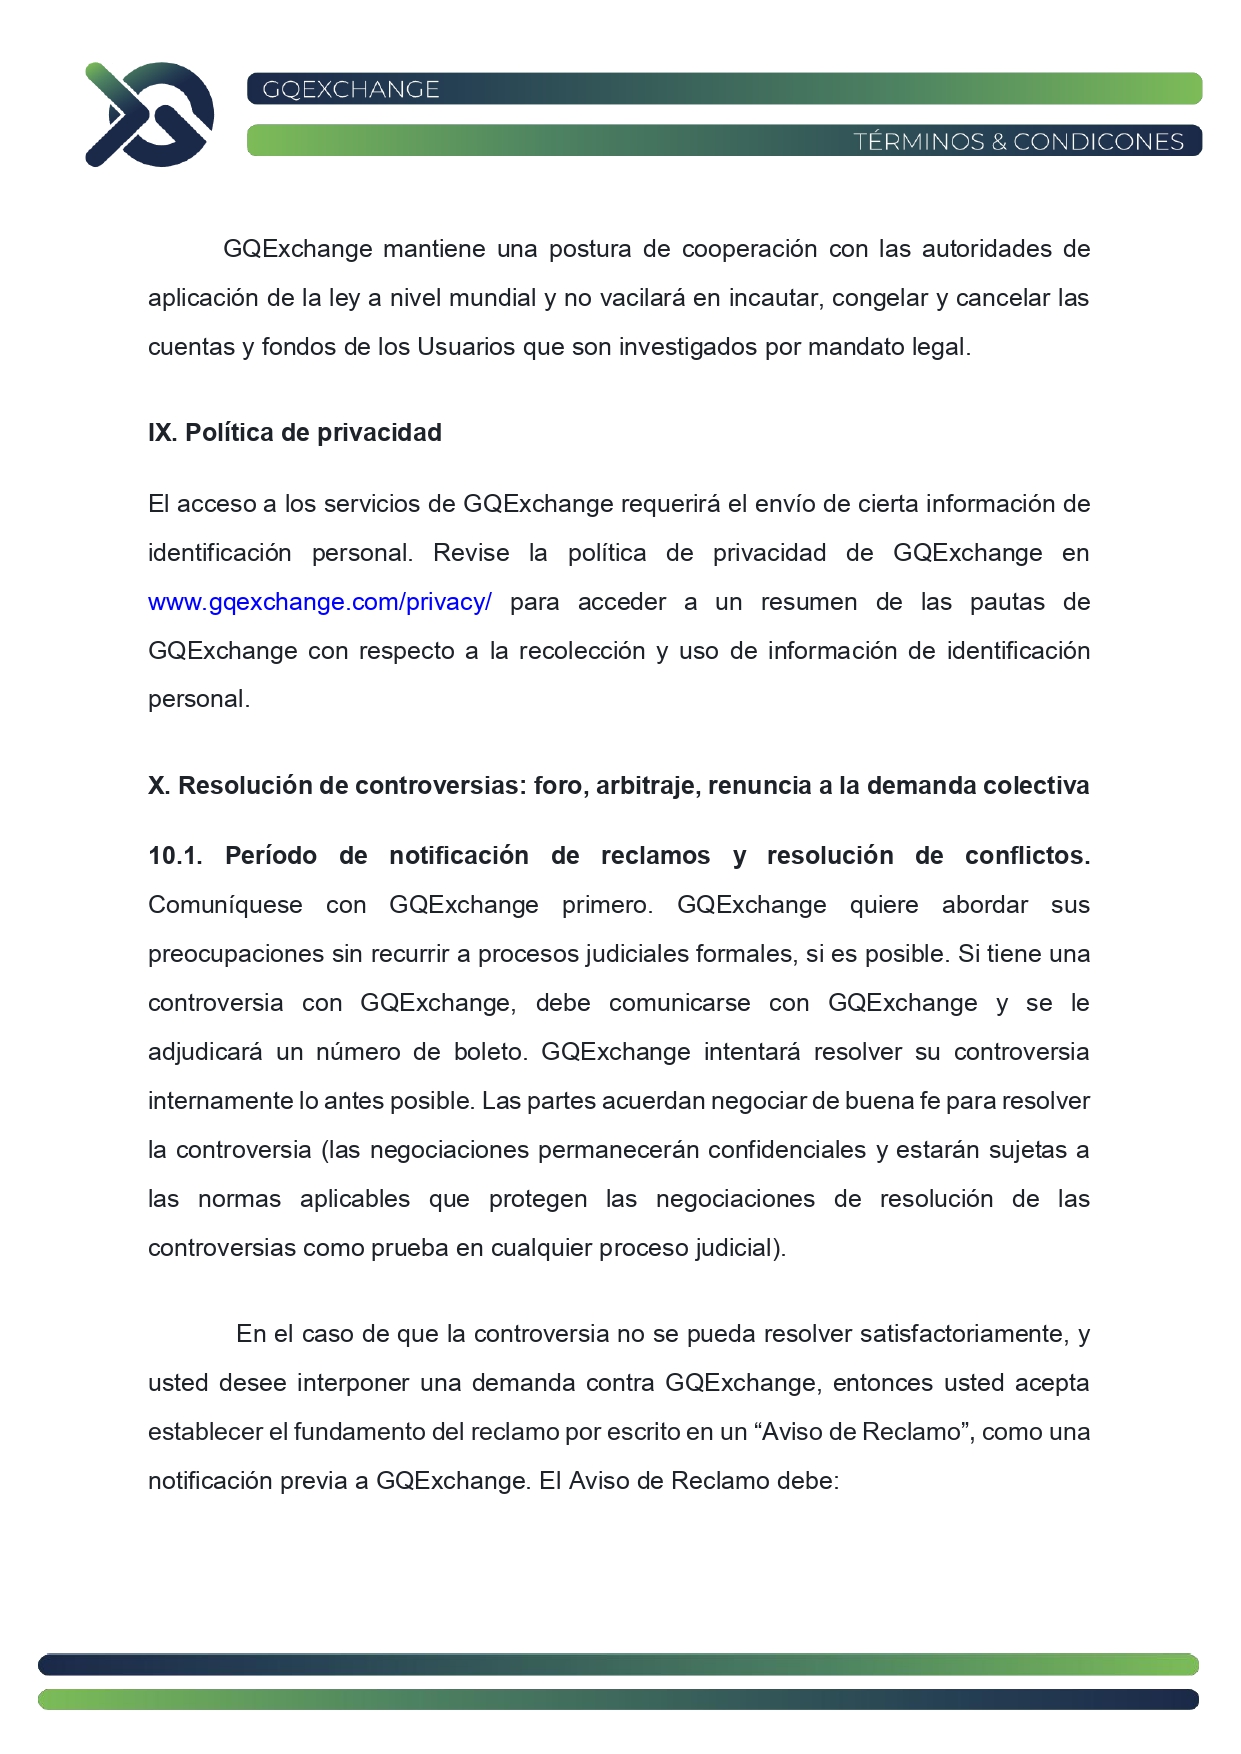 GQEXCHANGE
TÉRMINOS & CONDICONES
GQExchange mantiene una postura de cooperación con las autoridades de
aplicación de la ley a nivel mundial y no vacilará en incautar, congelar y cancelar las
cuentas y fondos de los Usuarios que son investigados por mandato legal.
IX. Política de privacidad
El acceso a los servicios de GQExchange requerirá el envío de cierta información de
identificación personal. Revise la política de privacidad de GQExchange en
www.gqexchange.com/privacy/ para acceder a un resumen de las pautas de
GQExchange con respecto a la recolección y uso de información de identificación
personal.
X. Resolución de controversias: foro, arbitraje, renuncia a la demanda colectiva
10.1. Período de notificación de reclamos y resolución de conflictos.
Comuníquese con GQExchange primero. GQExchange quiere abordar sus
preocupaciones sin recurrir a procesos judiciales formales, si es posible. Si tiene una
controversia con GQExchange, debe comunicarse con GQExchange y se le
adjudicará un número de boleto. GQExchange intentará resolver su controversia
internamente lo antes posible. Las partes acuerdan negociar de buena fe para resolver
la controversia (las negociaciones permanecerán confidenciales y estarán sujetas a
las normas aplicables que protegen las negociaciones de resolución de las
controversias como prueba en cualquier proceso judicial).
En el caso de que la controversia no se pueda resolver satisfactoriamente, y
usted desee interponer una demanda contra GQExchange, entonces usted acepta
establecer el fundamento del reclamo por escrito en un “Aviso de Reclamo”, como una
notificación previa a GQExchange. El Aviso de Reclamo debe: